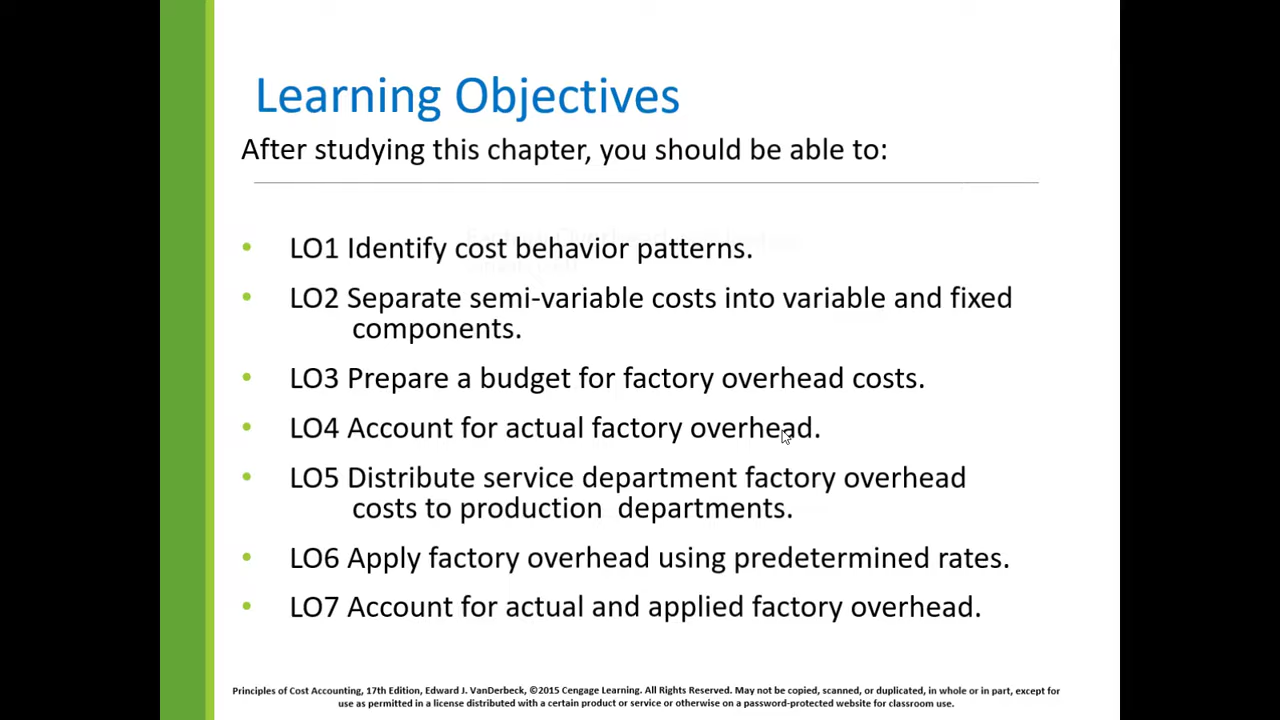 Learning Objectives
After studying this chapter, you should be able to:
• LO1 Identify cost behavior patterns.
• LO2 Separate semi-variable costs into variable and fixed
components.
• LO3 Prepare a budget for factory overhead costs.
• LO4 Account for actual factory overhead.
• LO5 Distribute service department factory overhead
costs to production departments.
• LO6 Apply factory overhead using predetermined rates.
• LO7 Account for actual and applied factory overhead.
Principles of Cost Accounting, 17th Edition, Edward J. VanDerbeck, ©2015 Cengage Learning. All Rights Reserved. May not be copied, scanned, or duplicated, in whole or in part, except for
use as permitted in a license distributed with a certain product or service or otherwise on a password-protected website for classroom use.